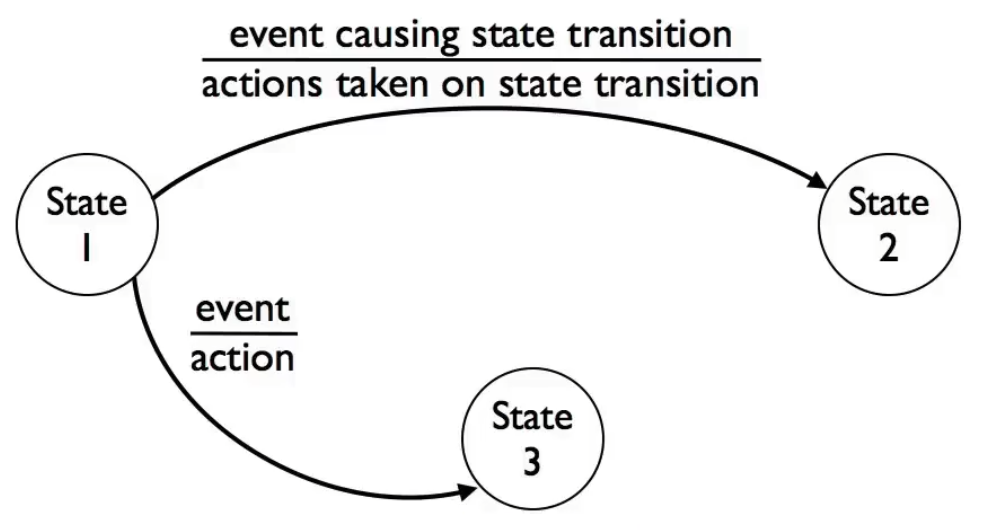 event causing state transition
actions taken on state transition
State
1
State
2
event
action
State
3